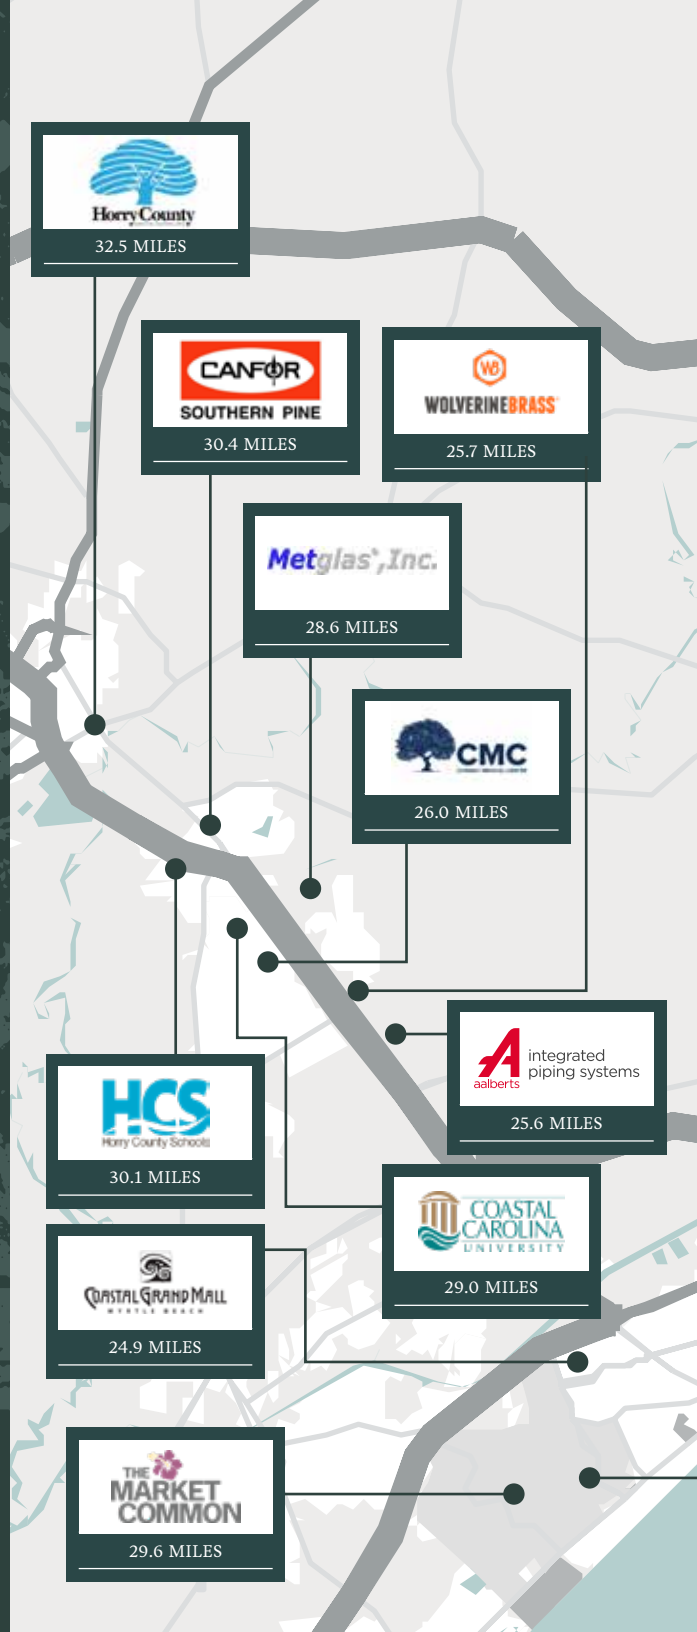 Horry County
32.5 MILES
CANFOR
SOUTHERN PINE
30.4 MILES
WB
WOLVERINE BRASS
25.7 MILES
Metglas®, Inc.
28.6 MILES
CMC
26.0 MILES
A
aalberts
integrated
piping systems
25.6 MILES
HCS
Horry County Schools
30.1 MILES
COASTAL
CAROLINA
UNIVERSITY
29.0 MILES
COASTAL GRAND MALL
MYRTLE BEACH
24.9 MILES
THE
MARKET
COMMON
29.6 MILES